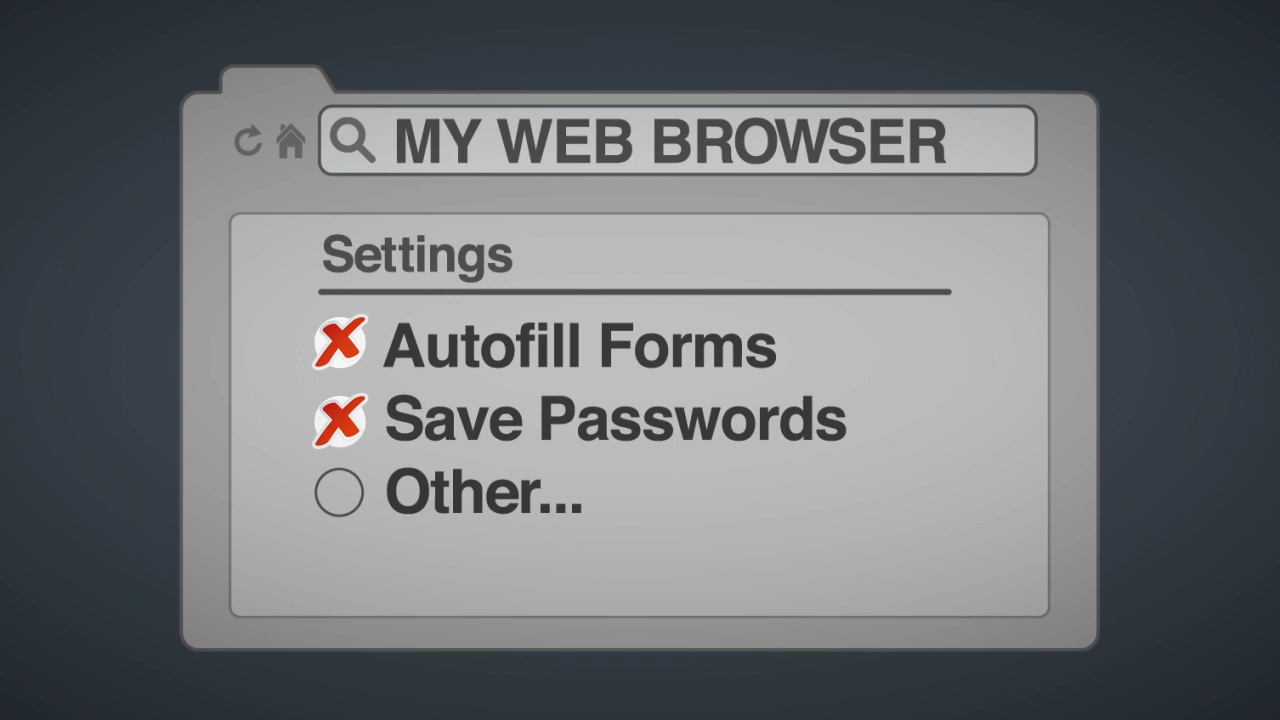 MY WEB BROWSER
Settings
Autofill Forms
Save Passwords
Other...